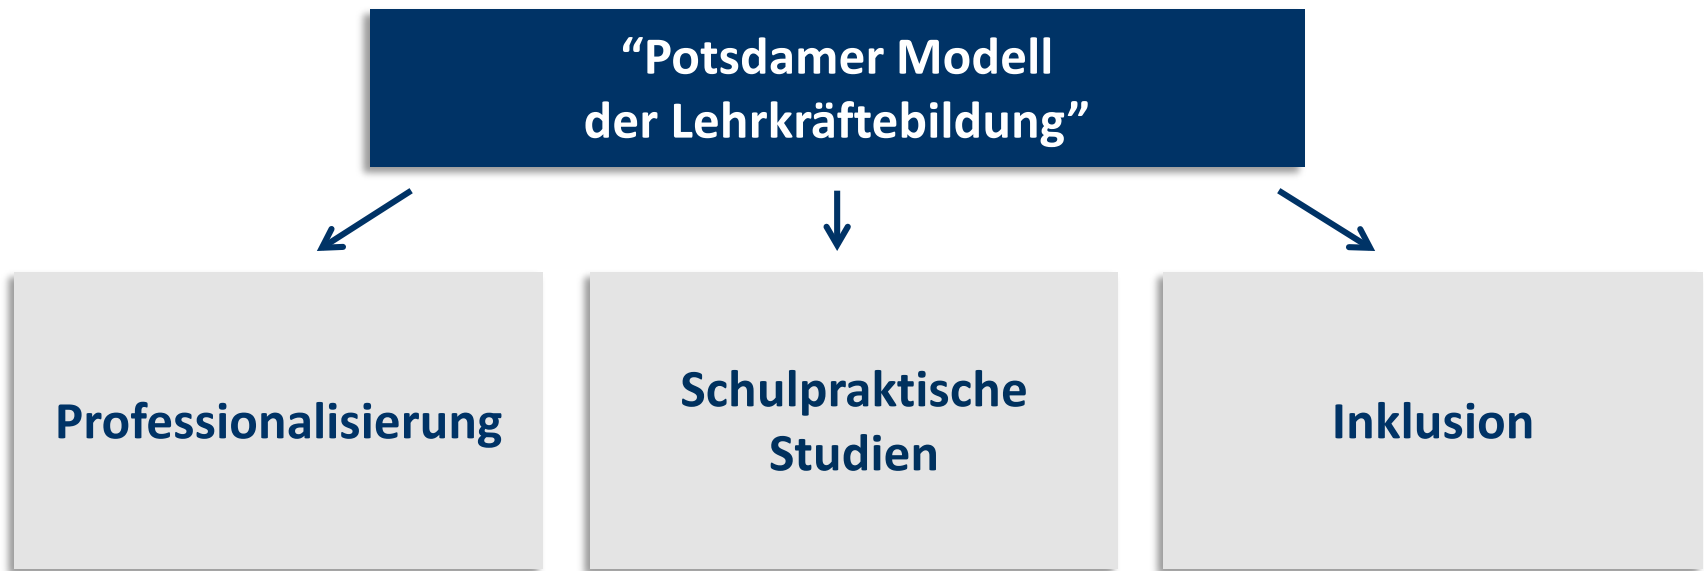 “Potsdamer Modell
der Lehrkräftebildung”
Professionalisierung
Schulpraktische
Studien
Inklusion